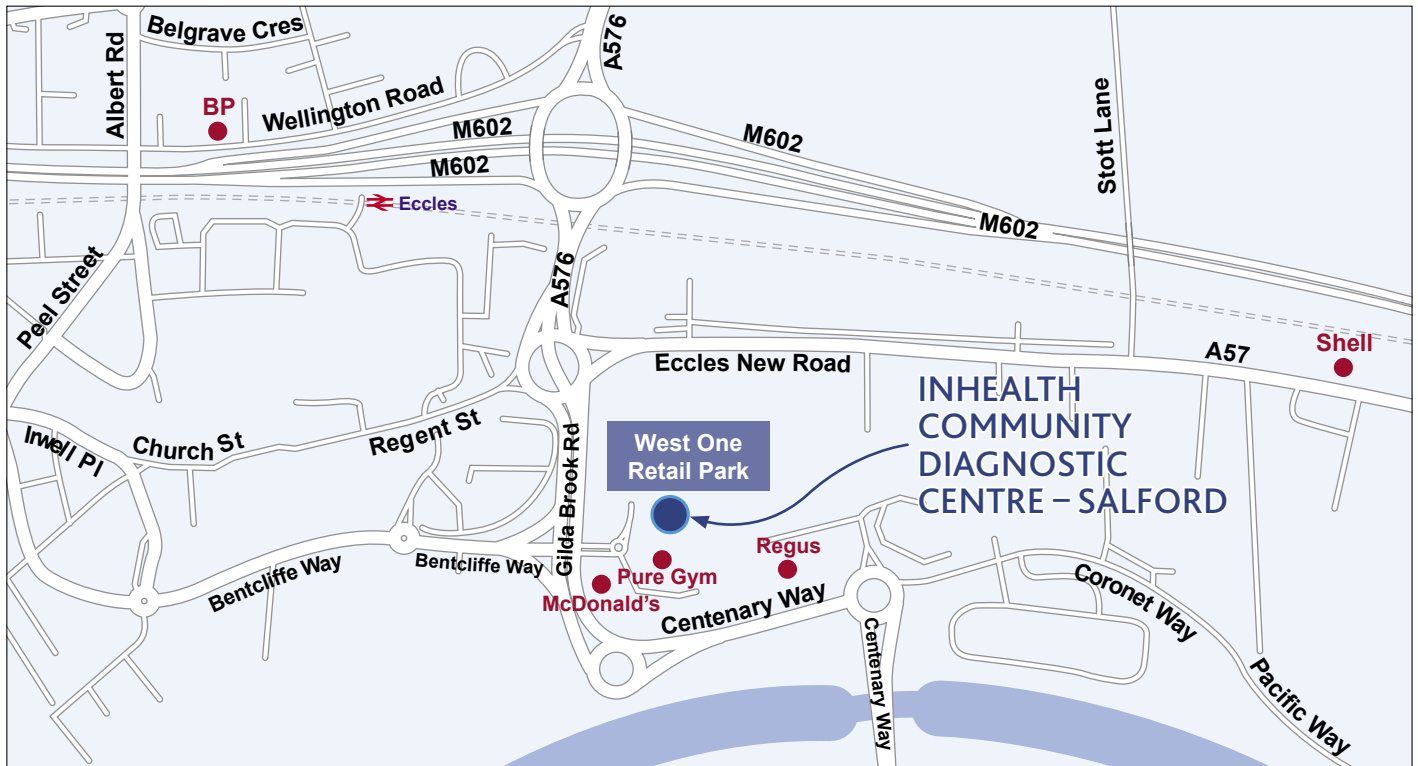 Belgrave Cres
Albert Rd
BP
Wellington Road
A576
M602
M602
M602
M602
Stott Lane
Eccles
Peel Street
A576
Eccles New Road
A57
Shell
INHEALTH
COMMUNITY
DIAGNOSTIC
CENTRE – SALFORD
West One
Retail Park
Irwell Pl
Church St
Regent St
Gilda Brook Rd
Bentcliffe Way
Bentcliffe Way
Pure Gym
McDonald's
Regus
Centenary Way
Centenary Way
Coronet Way
Pacific Way